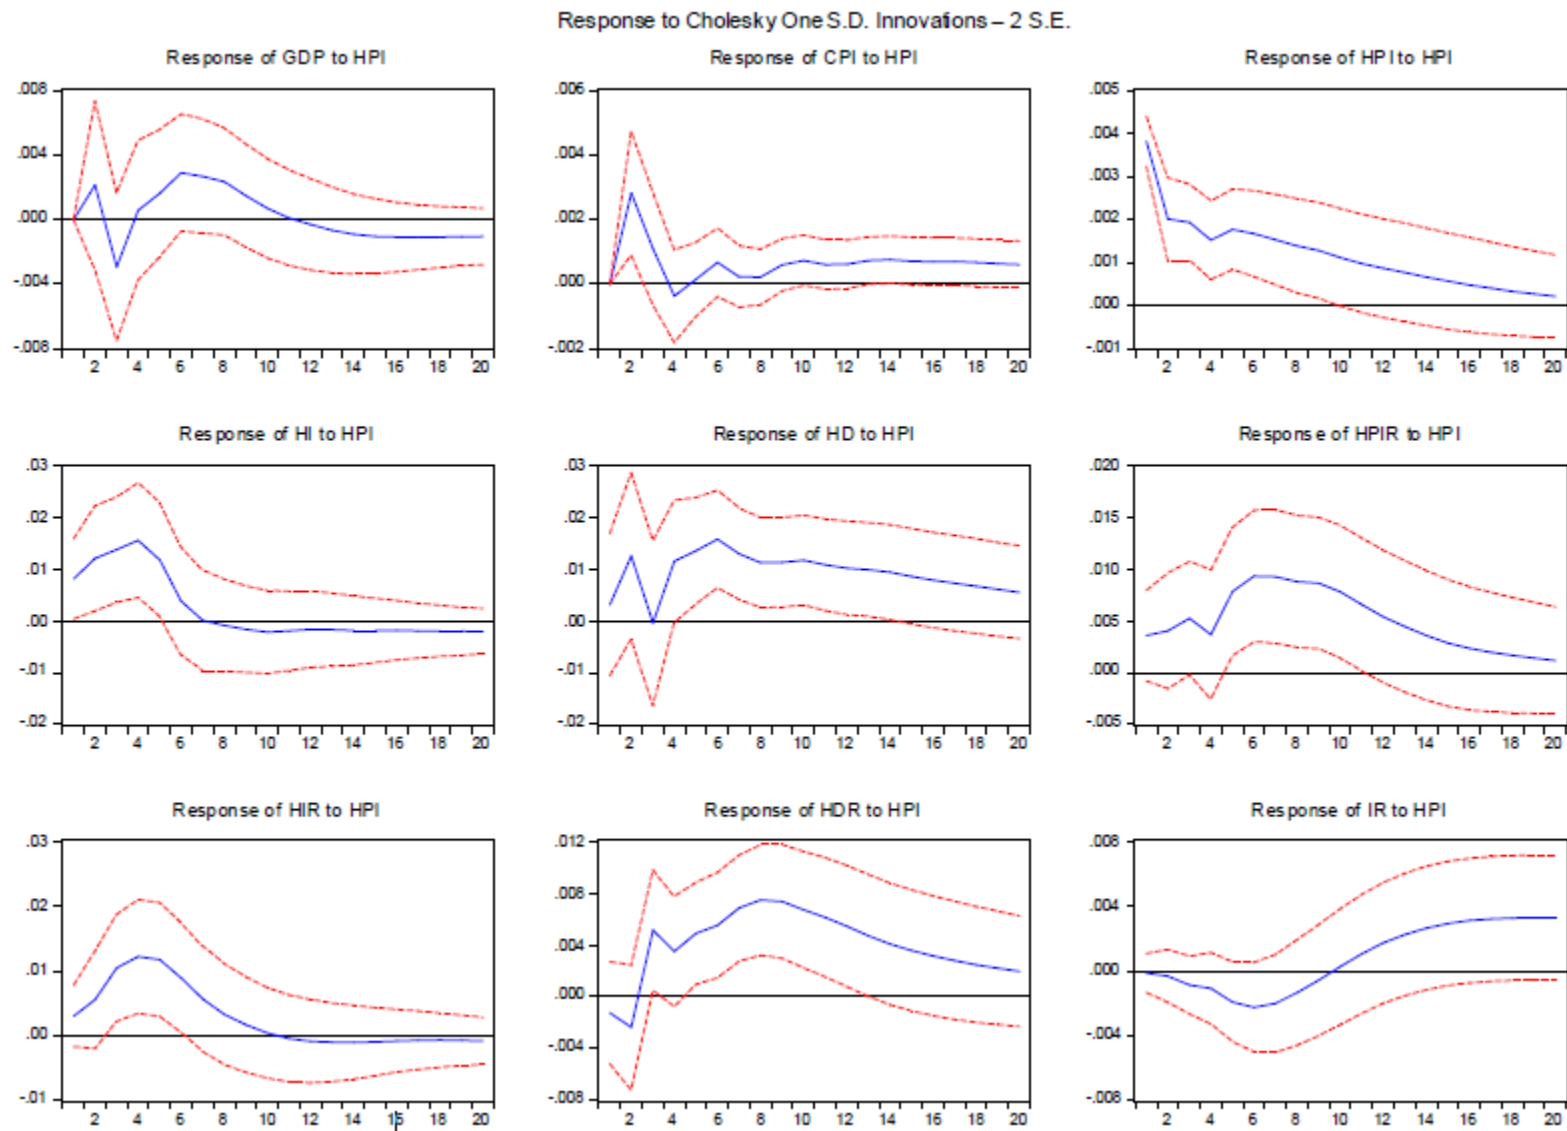 Response to Cholesky One S.D. Innovations – 2 S.E.
Response of GDP to HPI
.008
.004
.000
-.004
-.008
2 4 6 8 10 12 14 16 18 20
Response of CPI to HPI
.006
.004
.002
.000
-.002
2 4 6 8 10 12 14 16 18 20
Response of HPI to HPI
.005
.004
.003
.002
.001
.000
-.001
2 4 6 8 10 12 14 16 18 20
Response of HI to HPI
.03
.02
.01
.00
-.01
-.02
2 4 6 8 10 12 14 16 18 20
Response of HD to HPI
.03
.02
.01
.00
-.01
-.02
2 4 6 8 10 12 14 16 18 20
Response of HPIR to HPI
.020
.015
.010
.005
.000
-.005
2 4 6 8 10 12 14 16 18 20
Response of HIR to HPI
.03
.02
.01
.00
-.01
2 4 6 8 10 12 14 16 18 20
Response of HDR to HPI
.012
.008
.004
.000
-.004
-.008
2 4 6 8 10 12 14 16 18 20
Response of IR to HPI
.008
.004
.000
-.004
-.008
2 4 6 8 10 12 14 16 18 20